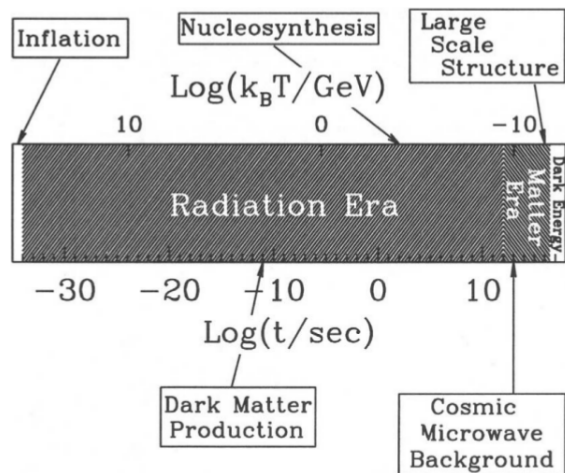 Inflation
Nucleosynthesis
Large
Scale
Structure
Log(k_BT/GeV)
10 0 -10
Radiation Era
Matter
Era
Dark Energy
-30 -20 -10 0 10
Log(t/sec)
Dark Matter
Production
Cosmic
Microwave
Background